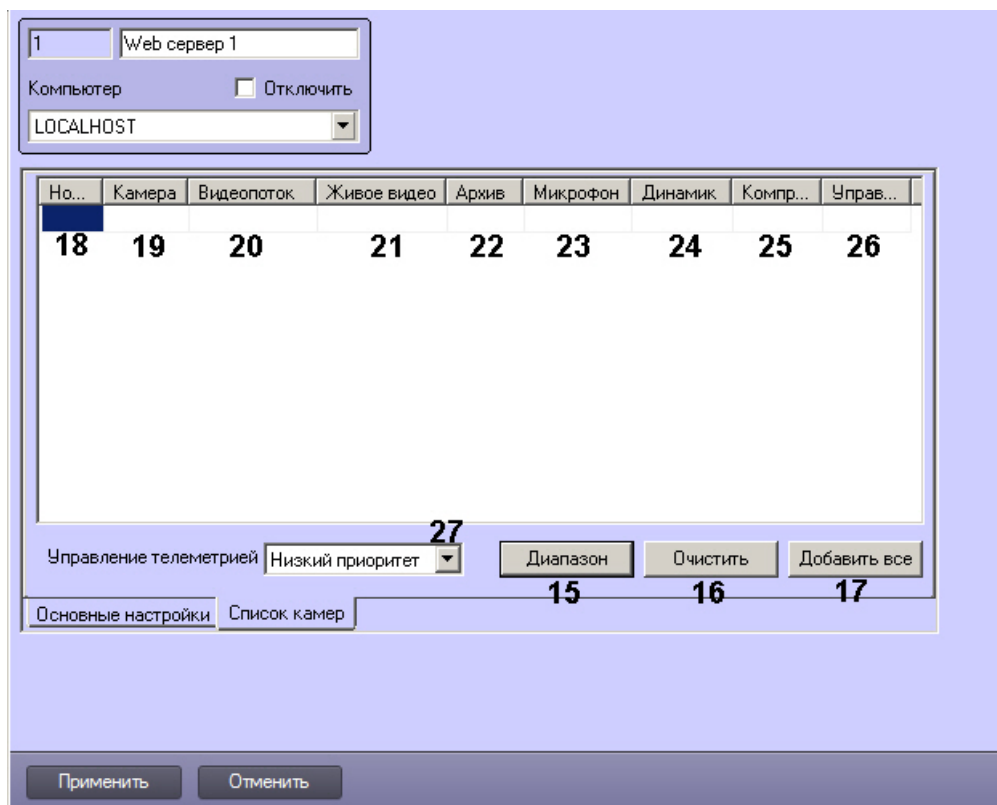 1 Web сервер 1
Компьютер Отключить
LOCALHOST
Но... Камера Видеопоток Живое видео Архив Микрофон Динамик Компр... Управ...
18 19 20 21 22 23 24 25 26
27
Управление телеметрией Низкий приоритет Диапазон Очистить Добавить все
15 16 17
Основные настройки Список камер
Применить Отменить